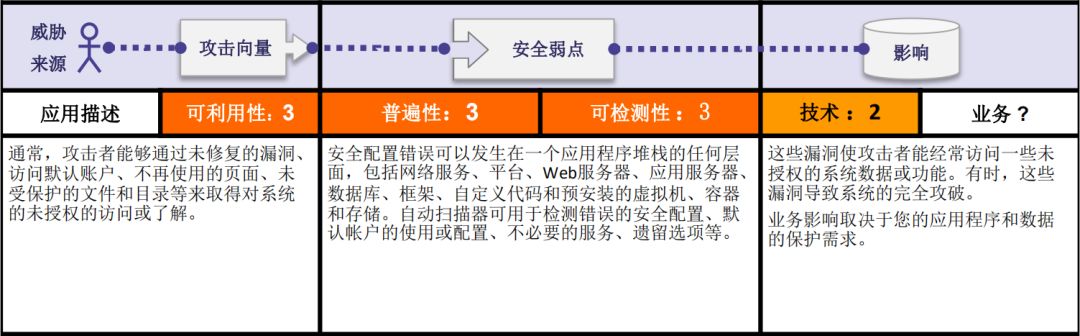 威胁
来源
攻击向量
安全弱点
影响
应用描述
可利用性：3
普遍性：3
可检测性：3
技术：2
业务？
通常，攻击者能够通过未修复的漏洞、
访问默认账户、不再使用的页面、未
受保护的文件和目录等来取得对系统
的未授权的访问或了解。
安全配置错误可以发生在一个应用程序堆栈的任何层
面，包括网络服务、平台、Web服务器、应用服务器、
数据库、框架、自定义代码和预安装的虚拟机、容器
和存储。自动扫描器可用于检测错误的安全配置、默
认帐户的使用或配置、不必要的服务、遗留选项等。
这些漏洞使攻击者能经常访问一些未
授权的系统数据或功能。有时，这些
漏洞导致系统的完全攻破。
业务影响取决于您的应用程序和数据
的保护需求。